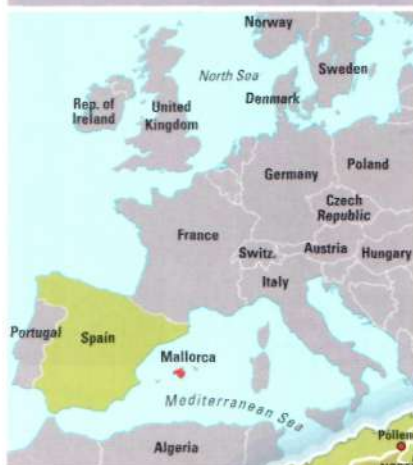 Norway
North Sea
Sweden
Denmark
Rep. of
Ireland
United
Kingdom
Poland
Germany
Czech
Republic
France
Switz.
Austria
Hungary
Italy
Portugal
Spain
Mallorca
Mediterranean Sea
Algeria